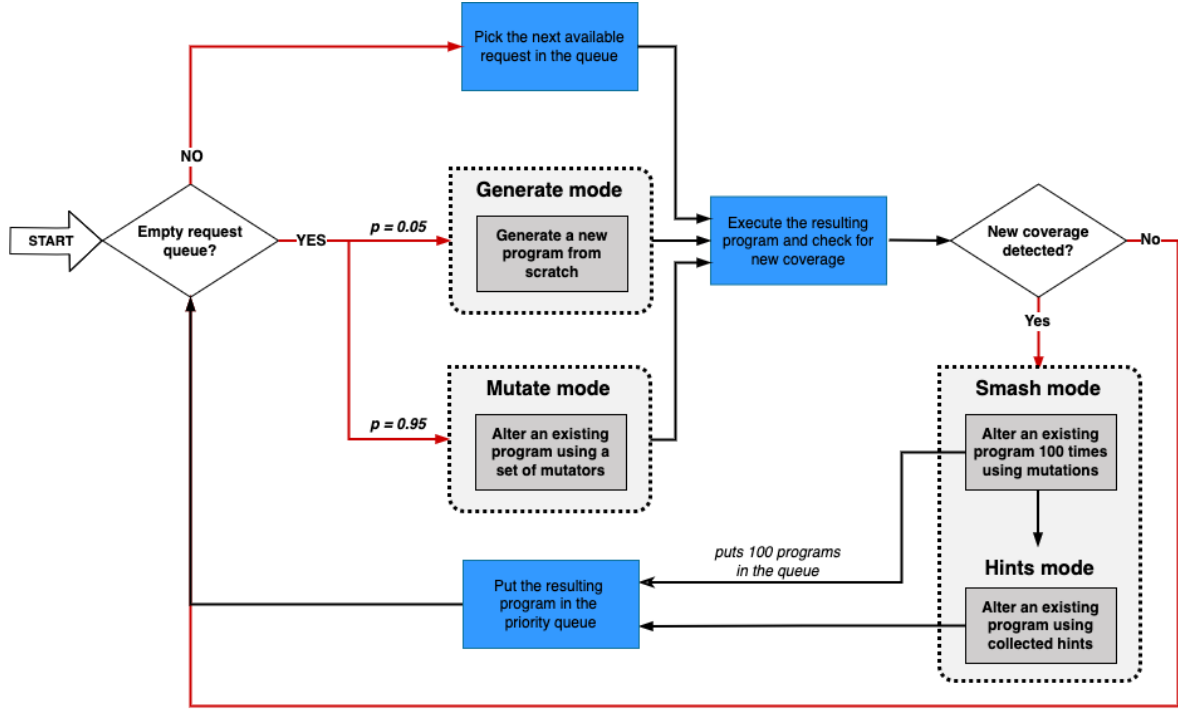 Pick the next available
request in the queue
NO
START
Empty request
queue?
YES
p = 0.05
Generate mode
Generate a new
program from
scratch
Execute the resulting
program and check for
new coverage
New coverage
detected?
No
Yes
p = 0.95
Mutate mode
Alter an existing
program using a
set of mutators
Smash mode
Alter an existing
program 100 times
using mutations
puts 100 programs
in the queue
Put the resulting
program in the
priority queue
Hints mode
Alter an existing
program using
collected hints